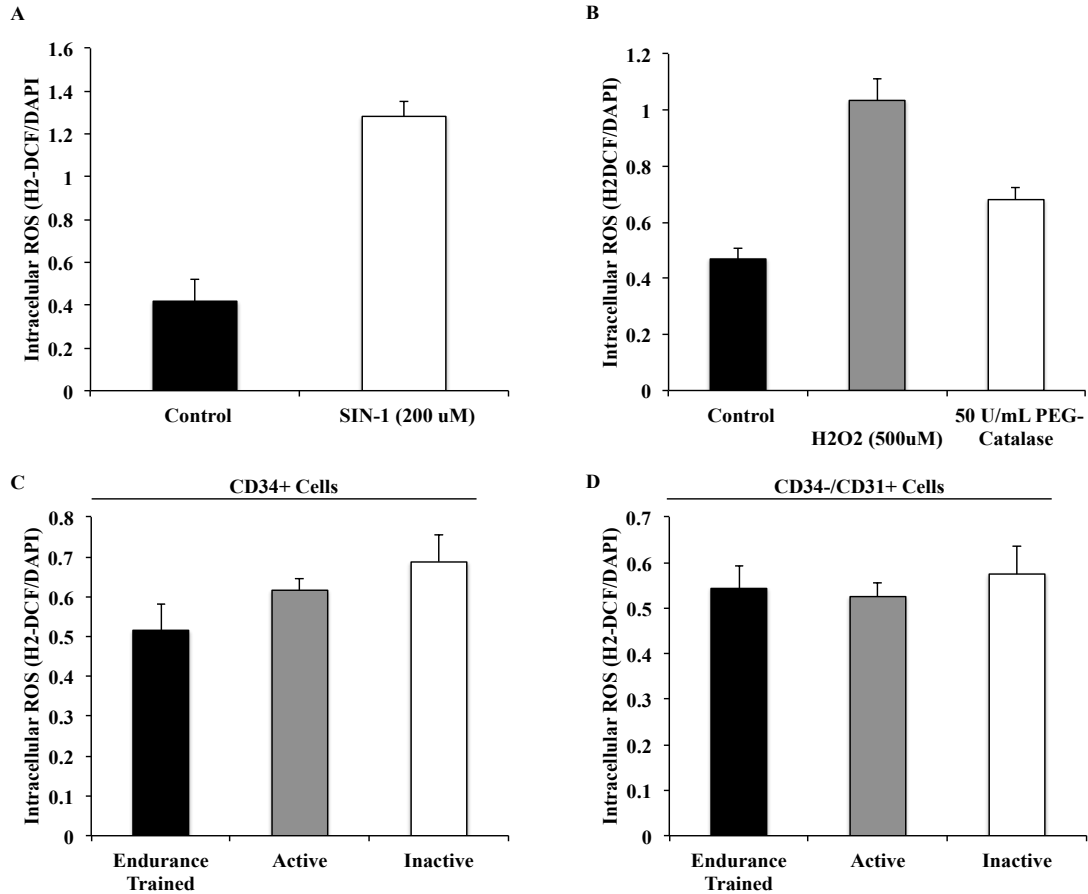 A
Intracelular ROS (H2-DCF/DAPI
1.6
1.4
1.2
1
0.8
0.6
0.4
0.2
0
Control
SIN-1 (200 uM)
B
Intracellular ROS (H2DCF/DAPI)
1.2
1
0.8
0.6
0.4
0.2
0
Control
H2O2 (500uM)
50 U/mL PEG-
Catalase
C
CD34+ Cells
Intracellular ROS (H2-DCF/DAPI)
0.8
0.7
0.6
0.5
0.4
0.3
0.2
0.1
0
Endurance
Trained
Active
Inactive
D
CD34-/CD31+ Cells
Intracellular ROS (H2-DCF/DAPI)
0.7
0.6
0.5
0.4
0.3
0.2
0.1
0
Endurance
Trained
Active
Inactive